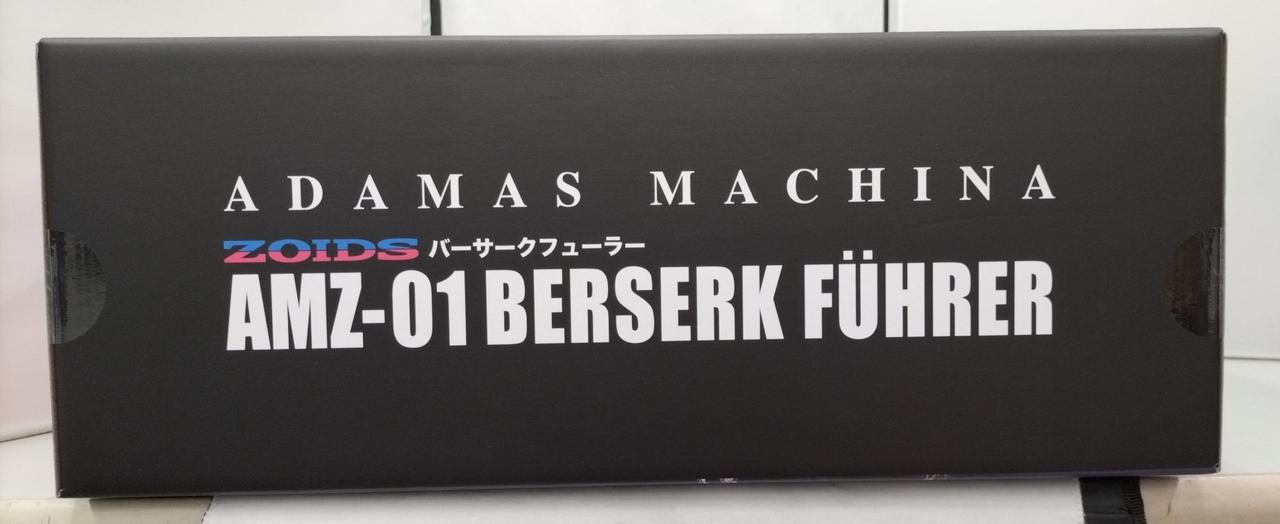 ADAMAS MACHINA
ZOIDS バーサークフューラー
AMZ-01 BERSERK FÜHRER